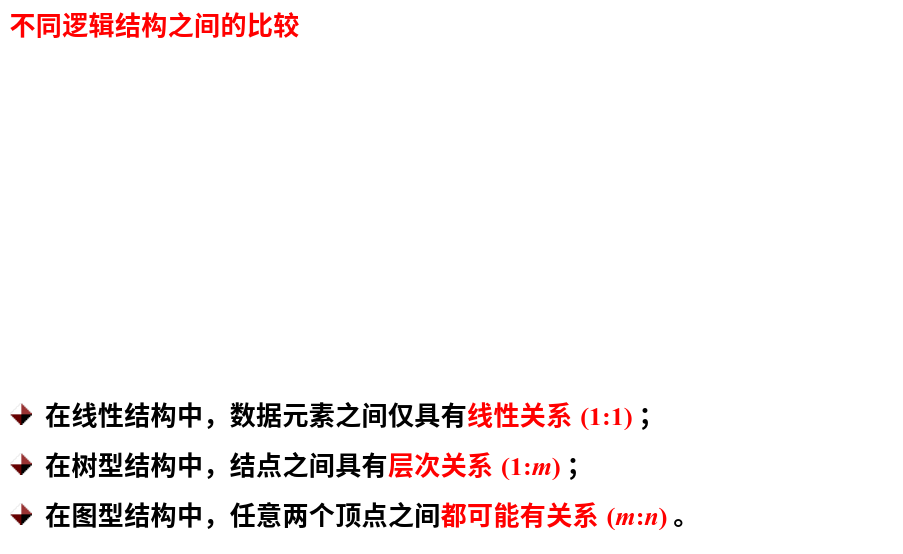 不同逻辑结构之间的比较
在线性结构中，数据元素之间仅具有线性关系 (1:1) ；
在树型结构中，结点之间具有层次关系 (1:m) ；
在图型结构中，任意两个顶点之间都可能有关系 (m:n) 。